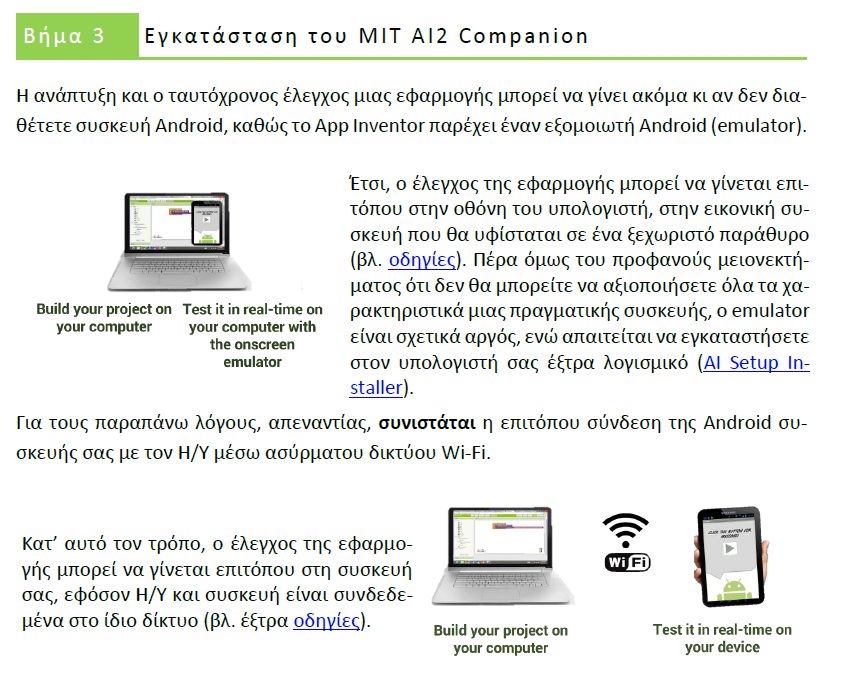 Βήμα 3 Εγκατάσταση του MIT AI2 Companion
Η ανάπτυξη και ο ταυτόχρονος έλεγχος μιας εφαρμογής μπορεί να γίνει ακόμα κι αν δεν δια-
θέτετε συσκευή Android, καθώς το App Inventor παρέχει έναν εξομοιωτή Android (emulator).
Build your project on
your computer
Test it in real-time on
your computer with
the onscreen
emulator
Έτσι, ο έλεγχος της εφαρμογής μπορεί να γίνεται επι-
τόπου στην οθόνη του υπολογιστή, στην εικονική συ-
σκευή που θα υφίσταται σε ένα ξεχωριστό παράθυρο
(βλ. οδηγίες). Πέρα όμως του προφανούς μειονεκτή-
ματος ότι δεν θα μπορείτε να αξιοποιήσετε όλα τα χα-
ρακτηριστικά μιας πραγματικής συσκευής, ο emulator
είναι σχετικά αργός, ενώ απαιτείται να εγκαταστήσετε
στον υπολογιστή σας έξτρα λογισμικό (AI Setup In-
staller).
Για τους παραπάνω λόγους, απεναντίας, συνιστάται η επιτόπου σύνδεση της Android συ-
σκευής σας με τον Η/Υ μέσω ασύρματου δικτύου Wi-Fi.
Κατ’ αυτό τον τρόπο, ο έλεγχος της εφαρμο-
γής μπορεί να γίνεται επιτόπου στη συσκευή
σας, εφόσον Η/Υ και συσκευή είναι συνδεδε-
μένα στο ίδιο δίκτυο (βλ. έξτρα οδηγίες).
Build your project on
your computer
Wi Fi
CLICK THE BUTTON FOR
MESSAGE!
Test it in real-time on
your device